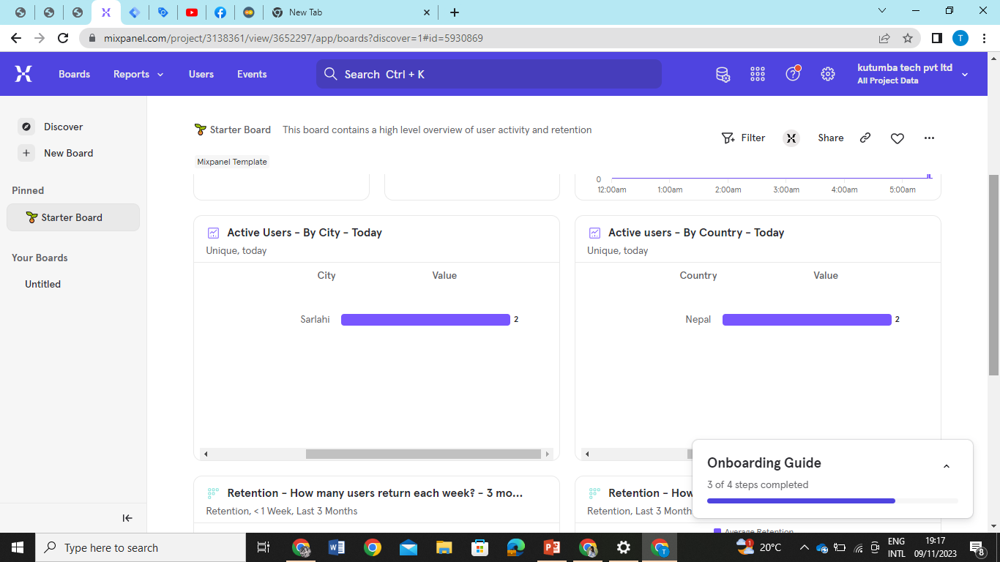 New Tab
mixpanel.com/project/3138361/view/3652297/app/boards?discover=1#id=5930869
T
Boards
Reports
Users
Events
Search Ctrl + K
kutumba tech pvt ltd
All Project Data
Discover
New Board
Pinned
Starter Board
Your Boards
Untitled
Starter Board
This board contains a high level overview of user activity and retention
Mixpanel Template
Filter
Share
0
12:00am 1:00am 2:00am 3:00am 4:00am 5:00am
Active Users - By City - Today
Unique, today
City Value
Sarlahi 2
Active users - By Country - Today
Unique, today
Country Value
Nepal 2
Retention - How many users return each week? - 3 mo...
Retention, < 1 Week, Last 3 Months
Retention - How
Retention, Last 3 Month
Average Retention
Onboarding Guide
3 of 4 steps completed
Type here to search
T
1
20°C
ENG
INTL
19:17
09/11/2023
8